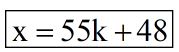 x = 55k + 48